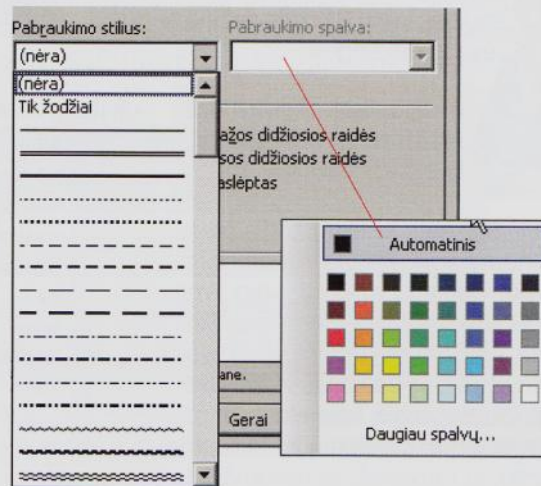 Pabraukimo stilius:
Pabraukimo spalva:
(nėra)
(nėra)
Tik žodžiai
ažos didžiosios raidės
sos didžiosios raidės
aslėptas
Automatinis
ane.
Gerai
Daugiau spalvų...